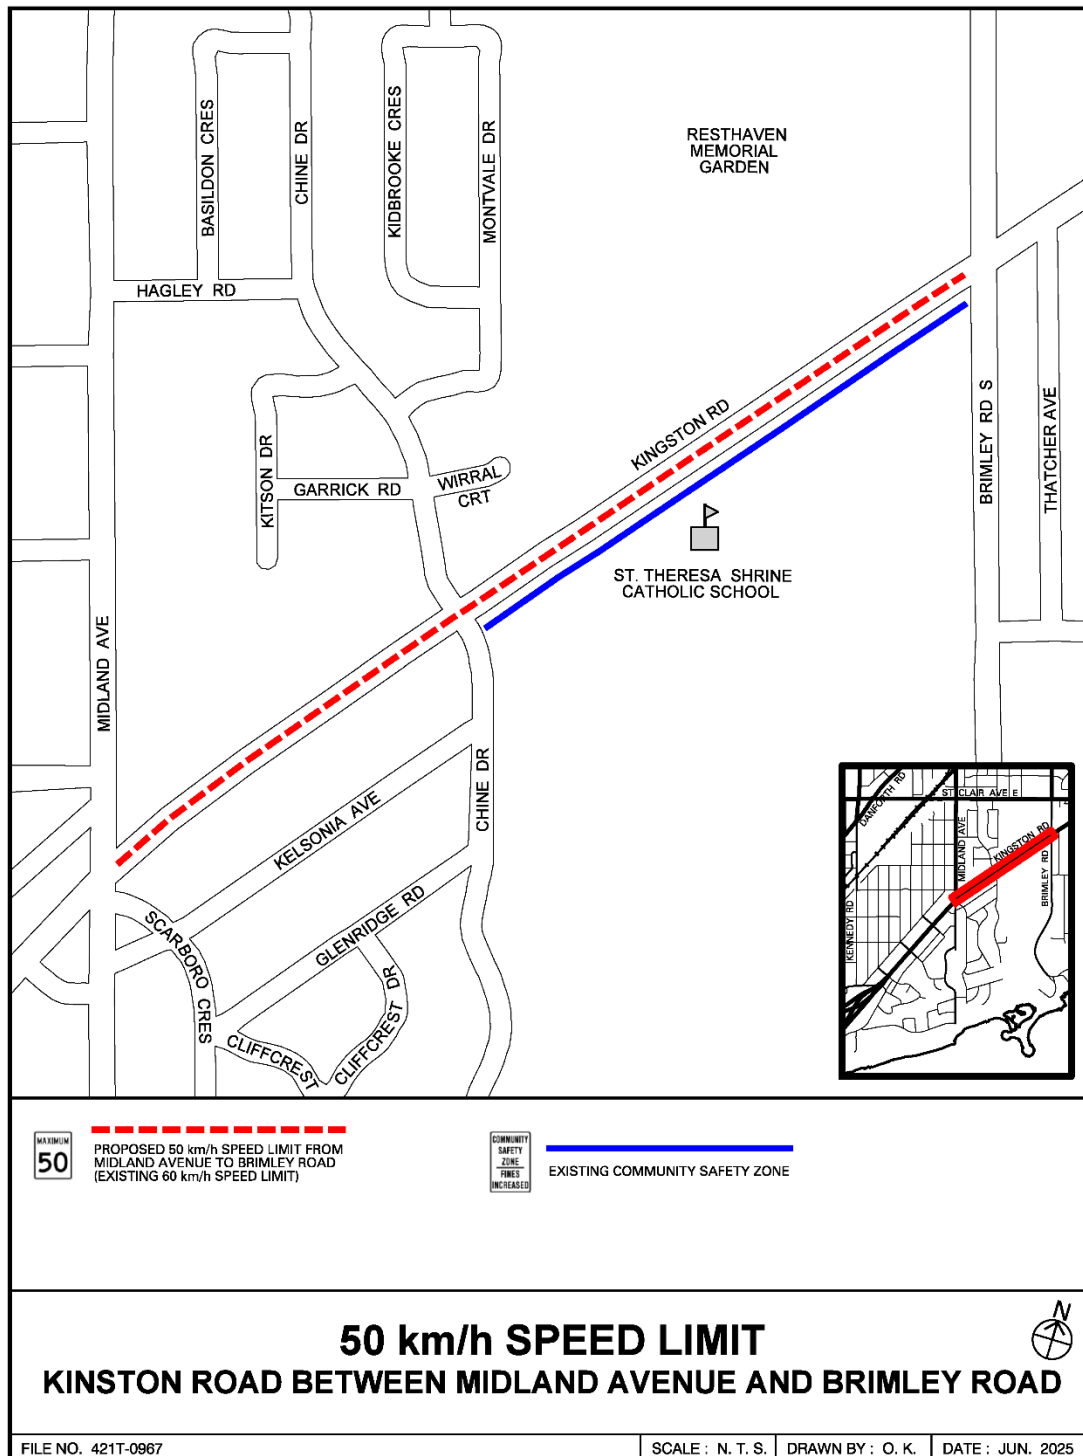 RESTHAVEN
MEMORIAL
GARDEN
BASILDON CRES
CHINE DR
KIDBROOKE CRES
MONTVALE DR
HAGLEY RD
KINGSTON RD
BRIMLEY RD S
THATCHER AVE
KITSON DR
GARRICK RD
WIRRAL
CRT
ST. THERESA SHRINE
CATHOLIC SCHOOL
MIDLAND AVE
CHINE DR
KELSONIA AVE
GLENRIDGE RD
SCARBORO CRES
CLIFFCREST
CLIFFCREST DR
DANFORTH RD
ST CLAIR AVE E
MIDLAND AVE
KINGSTON RD
BRIMLEY RD
KENNEDY RD
MAXIMUM
50
PROPOSED 50 km/h SPEED LIMIT FROM
MIDLAND AVENUE TO BRIMLEY ROAD
(EXISTING 60 km/h SPEED LIMIT)
COMMUNITY
SAFETY
ZONE
FINES
INCREASED
EXISTING COMMUNITY SAFETY ZONE
50 km/h SPEED LIMIT
KINSTON ROAD BETWEEN MIDLAND AVENUE AND BRIMLEY ROAD
N
FILE NO. 421T-0967
SCALE : N. T. S.
DRAWN BY : O. K.
DATE : JUN. 2025